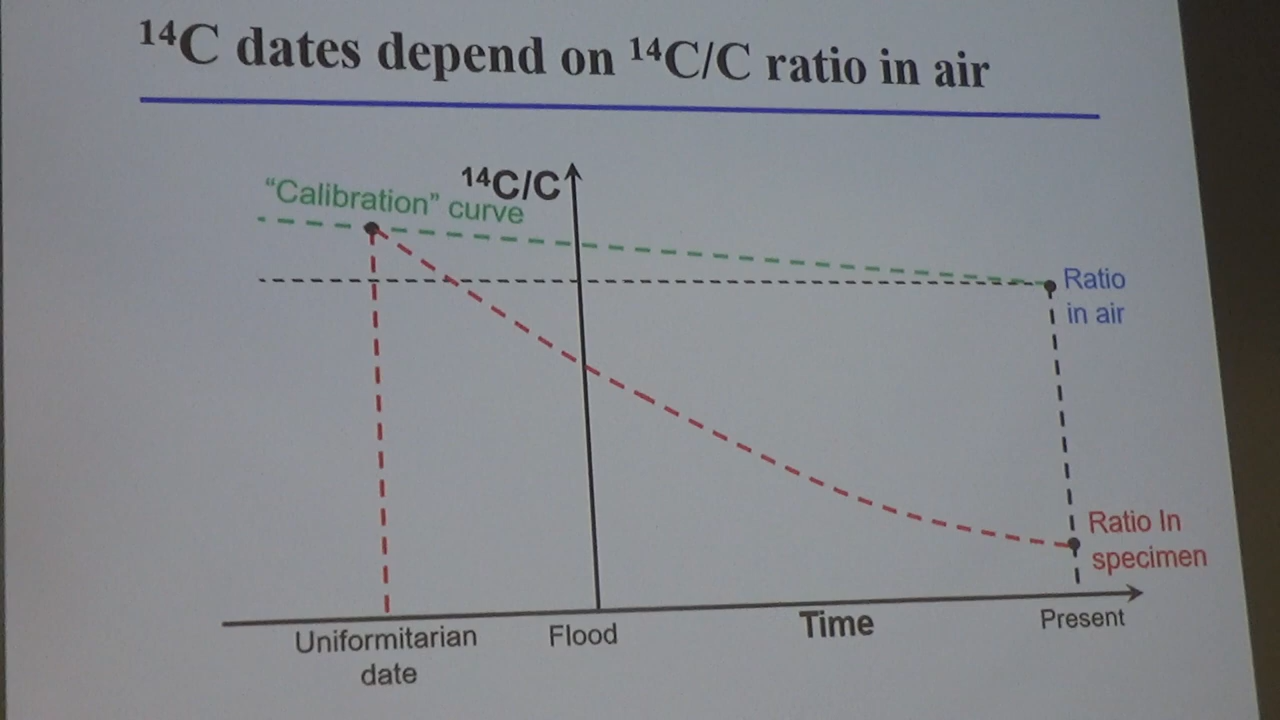 ¹⁴C dates depend on ¹⁴C/C ratio in air
¹⁴C/C
“Calibration” curve
Ratio
in air
Ratio In
specimen
Uniformitarian
date
Flood
Time
Present